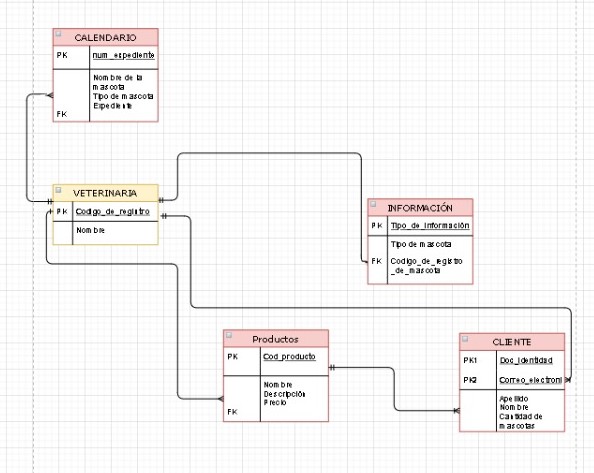 CALENDARIO
PK num_expediente
Nombre de la
mascota
Tipo de mascota
Expediente
FK
VETERINARIA
PK Codigo_de_registro
Nombre
INFORMACIÓN
PK Tipo_de_información
Tipo de mascota
FK Codigo_de_registro
_de_mascota
Productos
PK Cod_producto
Nombre
Descripción
Precio
FK
CLIENTE
PK1 Doc_identidad
PK2 Correo_electroni
Apellido
Nombre
Cantidad de
mascotas